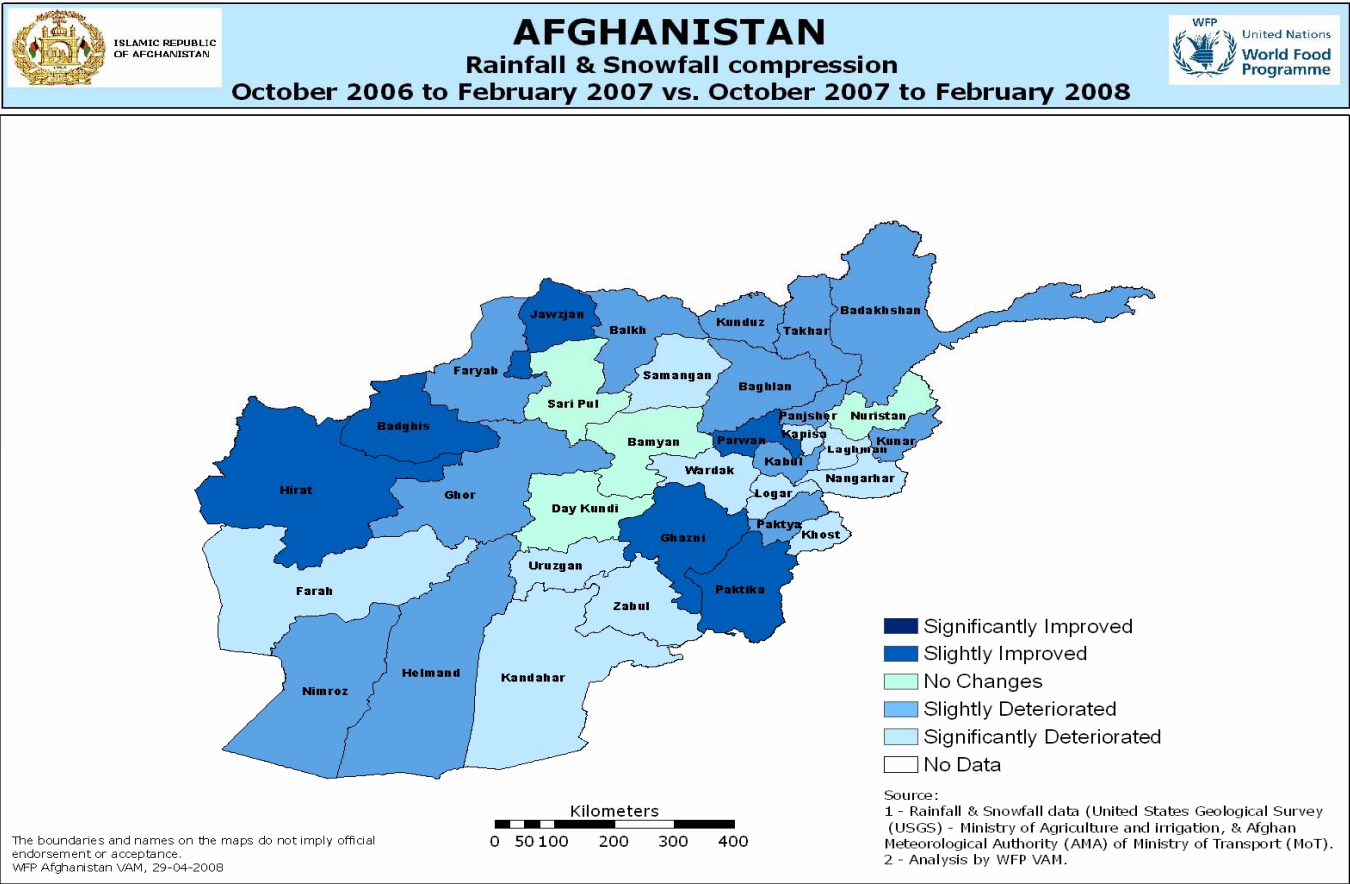 ISLAMIC REPUBLIC
OF AFGHANISTAN
AFGHANISTAN
Rainfall & Snowfall compression
October 2006 to February 2007 vs. October 2007 to February 2008
WFP
United Nations
World Food
Programme
Jawzjan
Balkh
Kunduz
Takhar
Badakhshan
Faryab
Samangan
Baghlan
Sari Pul
Panjsher
Nuristan
Badghis
Bamyan
Parwan
Kapisa
Kunar
Laghman
Kabul
Wardak
Nangarhar
Hirat
Ghor
Logar
Day Kundi
Paktya
Khost
Ghazni
Uruzgan
Farah
Paktika
Zabul
Helmand
Kandahar
Nimroz
Significantly Improved
Slightly Improved
No Changes
Slightly Deteriorated
Significantly Deteriorated
No Data
Kilometers
0 50 100 200 300 400
Source:
1 - Rainfall & Snowfall data (United States Geological Survey
(USGS) - Ministry of Agriculture and irrigation, & Afghan
Meteorological Authority (AMA) of Ministry of Transport (MoT).
2 - Analysis by WFP VAM.
The boundaries and names on the maps do not imply official
endorsement or acceptance.
WFP Afghanistan VAM, 29-04-2008